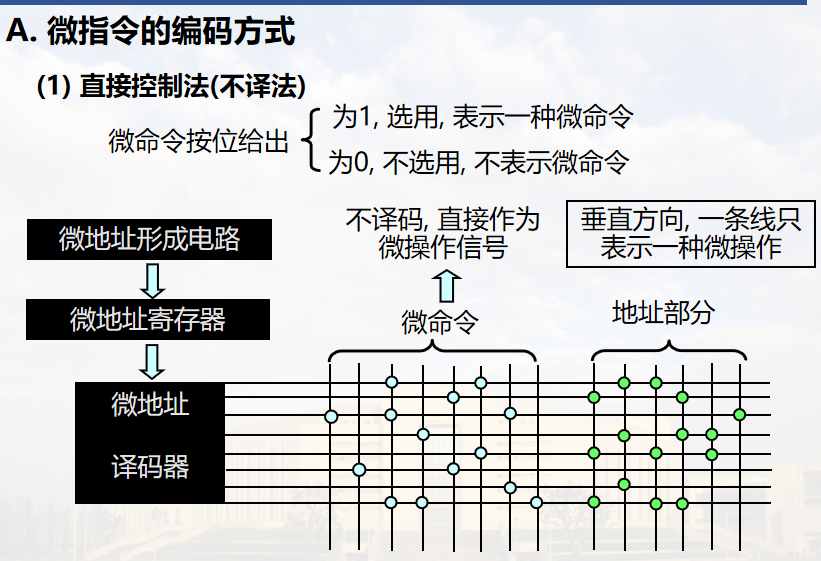 A. 微指令的编码方式
(1) 直接控制法(不译法)
微命令按位给出
为1, 选用, 表示一种微命令
为0, 不选用, 不表示微命令
微地址形成电路
微地址寄存器
微地址
译码器
不译码, 直接作为
微操作信号
微命令
垂直方向, 一条线只
表示一种微操作
地址部分